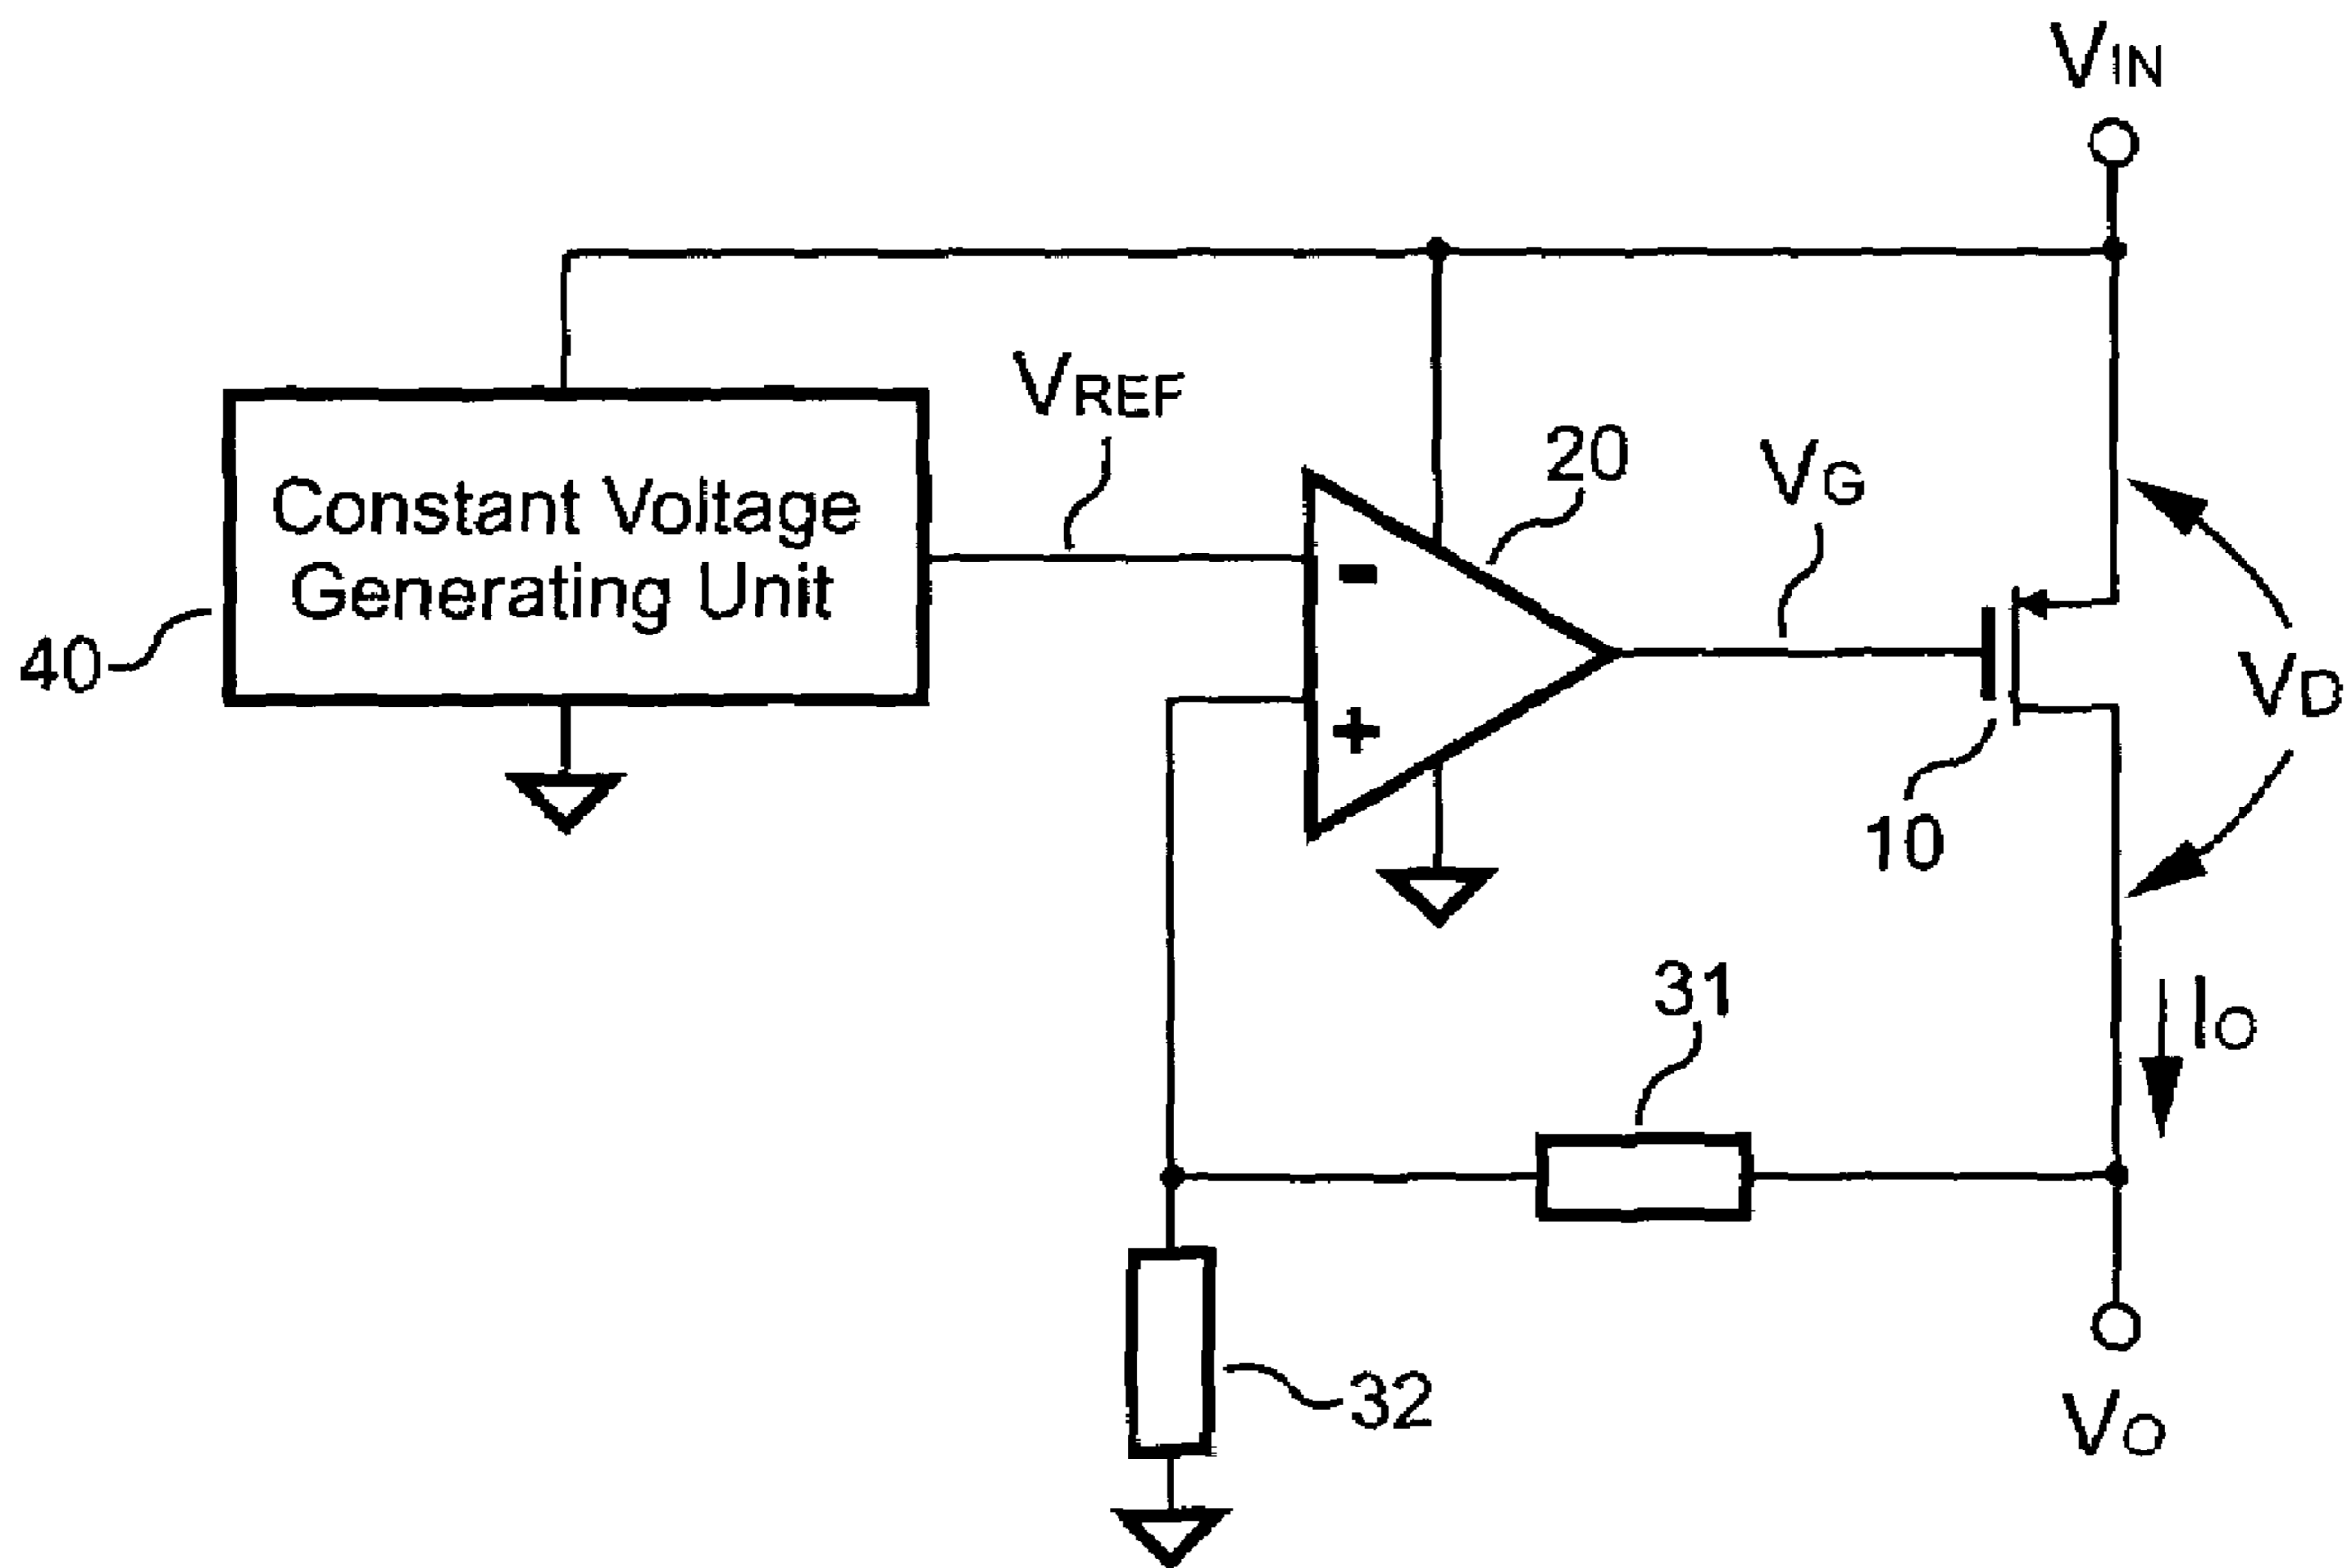 VIN
VREF
20
VG
Constant Voltage
Generating Unit
-
40
VD
+
10
31
IO
32
VO